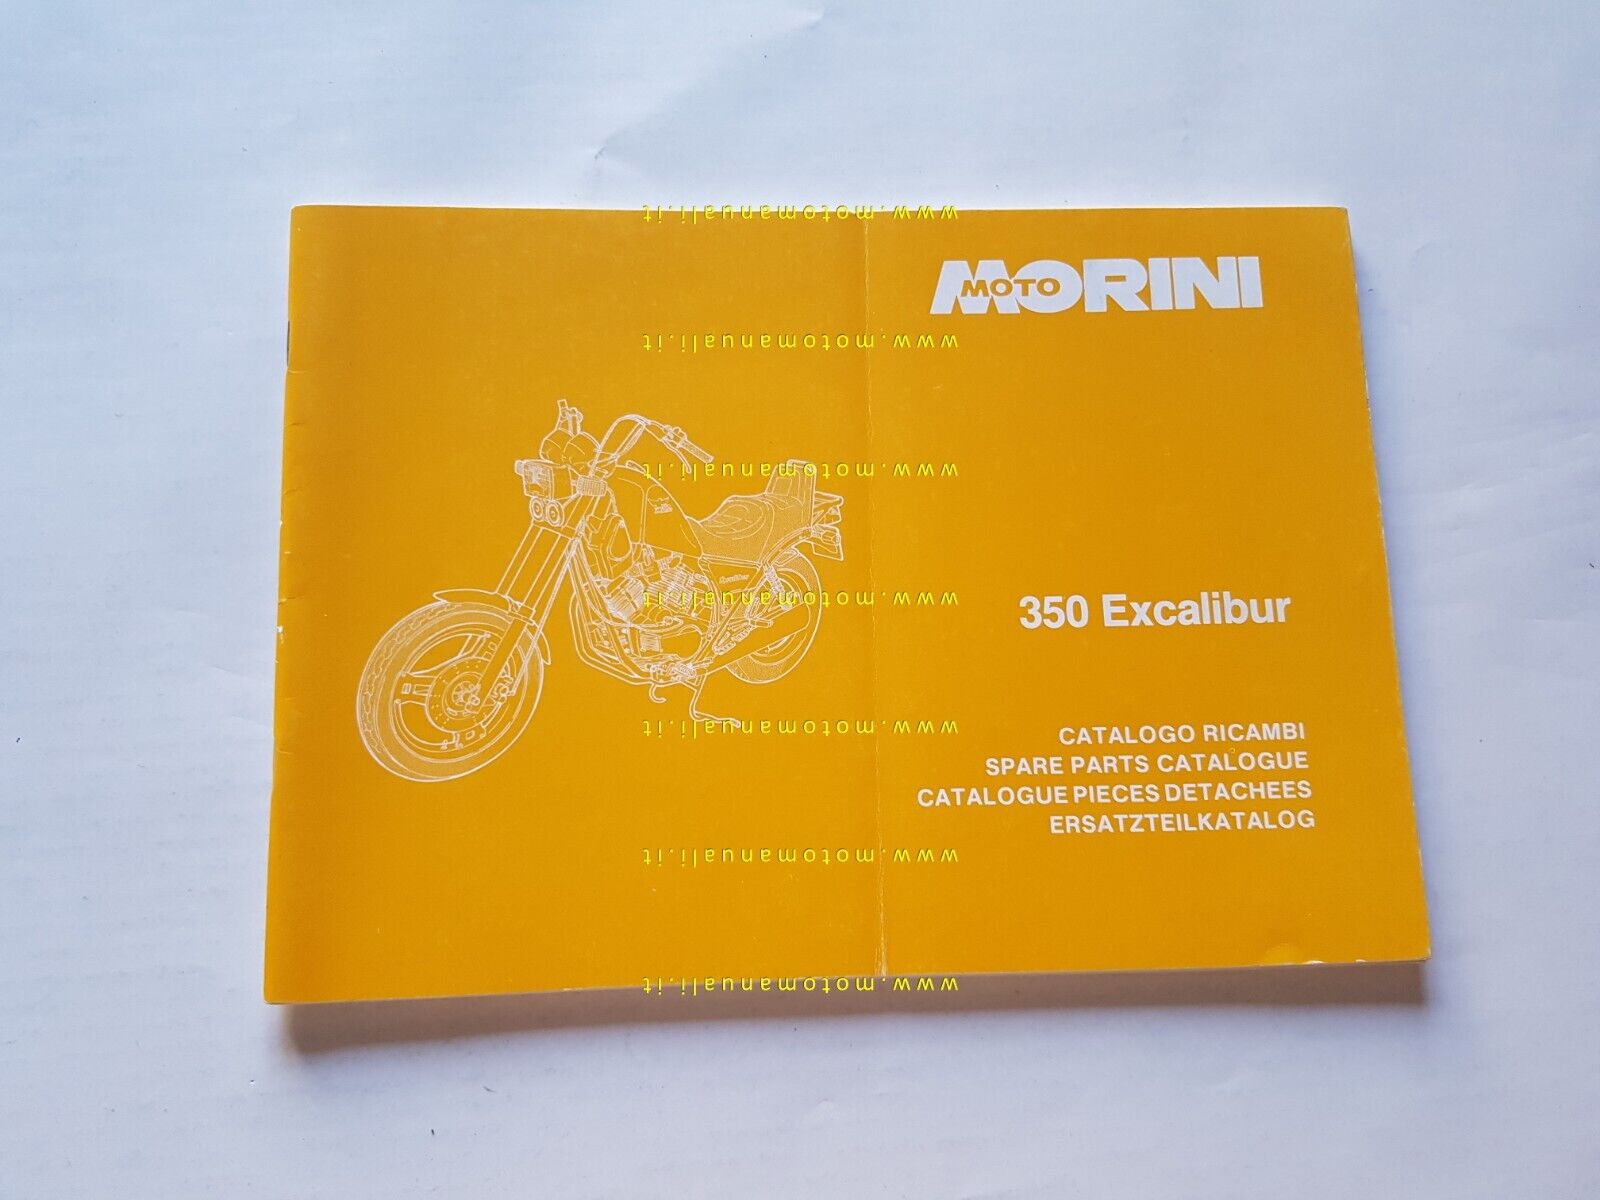 MOTO MORINI
350 Excalibur
CATALOGO RICAMBI
SPARE PARTS CATALOGUE
CATALOGUE PIECES DETACHEES
ERSATZTEILKATALOG
www.motomanuali.it
www.motomanuali.it
www.motomanuali.it
www.motomanuali.it
www.motomanuali.it
www.motomanuali.it
www.motomanuali.it
Excalibur